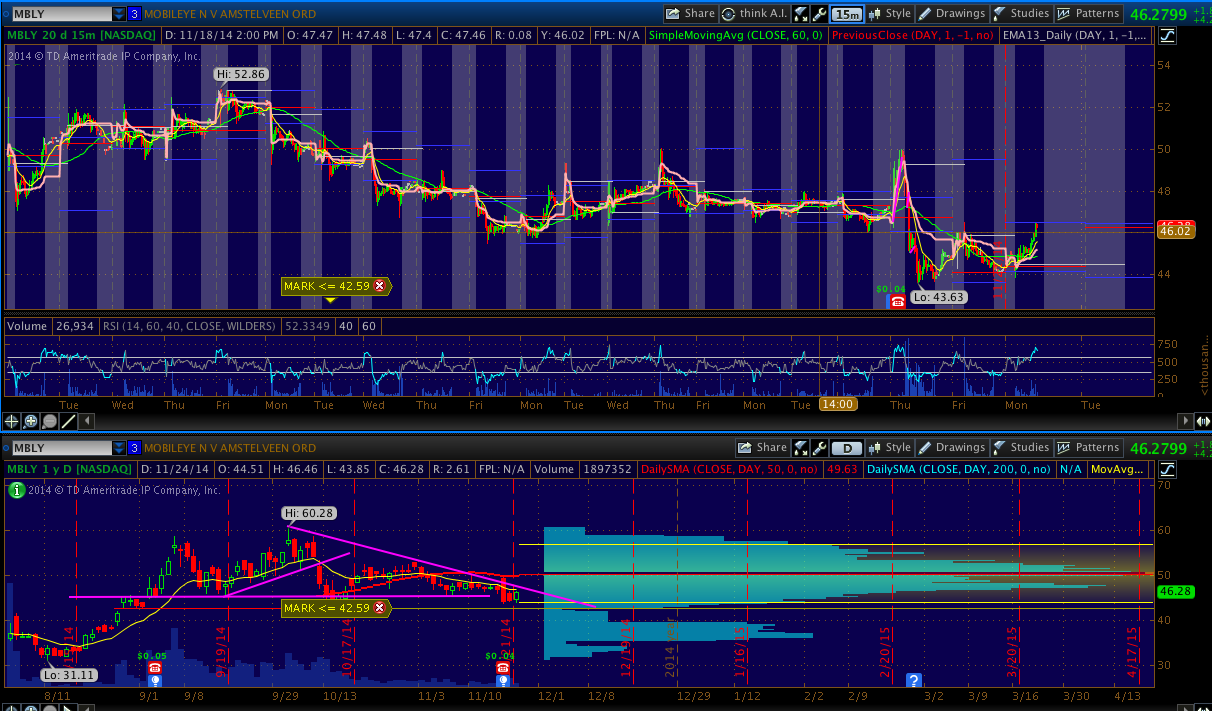 MBLY 3 MOBILEYE N V AMSTELVEEN ORD Share think A.I. 15m Style Drawings Studies Patterns 46.2799
MBLY 20 d 15m [NASDAQ] D: 11/18/14 2:00 PM O: 47.47 H: 47.48 L: 47.4 C: 47.46 R: 0.08 Y: 46.02 FPL: N/A SimpleMovingAvg (CLOSE, 60, 0) PreviousClose (DAY, 1, -1, no) EMA13_Daily (DAY, 1, -1,...
2014 © TD Ameritrade IP Company, Inc.
54
Hi: 52.86
52
50
48
46.28
46.02
44
MARK <= 42.59
$0.04
Lo: 43.63
Volume 26,934 RSI (14, 60, 40, CLOSE, WILDERS) 52.3349 40 60
750
500
250
0
<thousan...
Tue Wed Thu Fri Mon Tue Wed Thu Fri Mon Tue Wed Thu Fri Mon Tue 14:00 Thu Fri Mon Tue
MBLY 3 MOBILEYE N V AMSTELVEEN ORD Share D Style Drawings Studies Patterns 46.2799
MBLY 1 y D [NASDAQ] D: 11/24/14 O: 44.51 H: 46.46 L: 43.85 C: 46.28 R: 2.61 FPL: N/A Volume 1897352 DailySMA (CLOSE, DAY, 50, 0, no) 49.63 DailySMA (CLOSE, DAY, 200, 0, no) N/A MovAvg...
2014 © TD Ameritrade IP Company, Inc.
70
Hi: 60.28
60
50
46.28
MARK <= 42.59
40
30
$0.05
$0.04
Lo: 31.11
9/19/14
10/17/14
12/19/14
2014 year
1/16/15
2/20/15
3/20/15
4/17/15
8/11 9/1 9/8 9/29 10/13 11/3 11/10 12/1 12/8 12/29 1/12 2/2 2/9 3/2 3/9 3/16 3/30 4/13